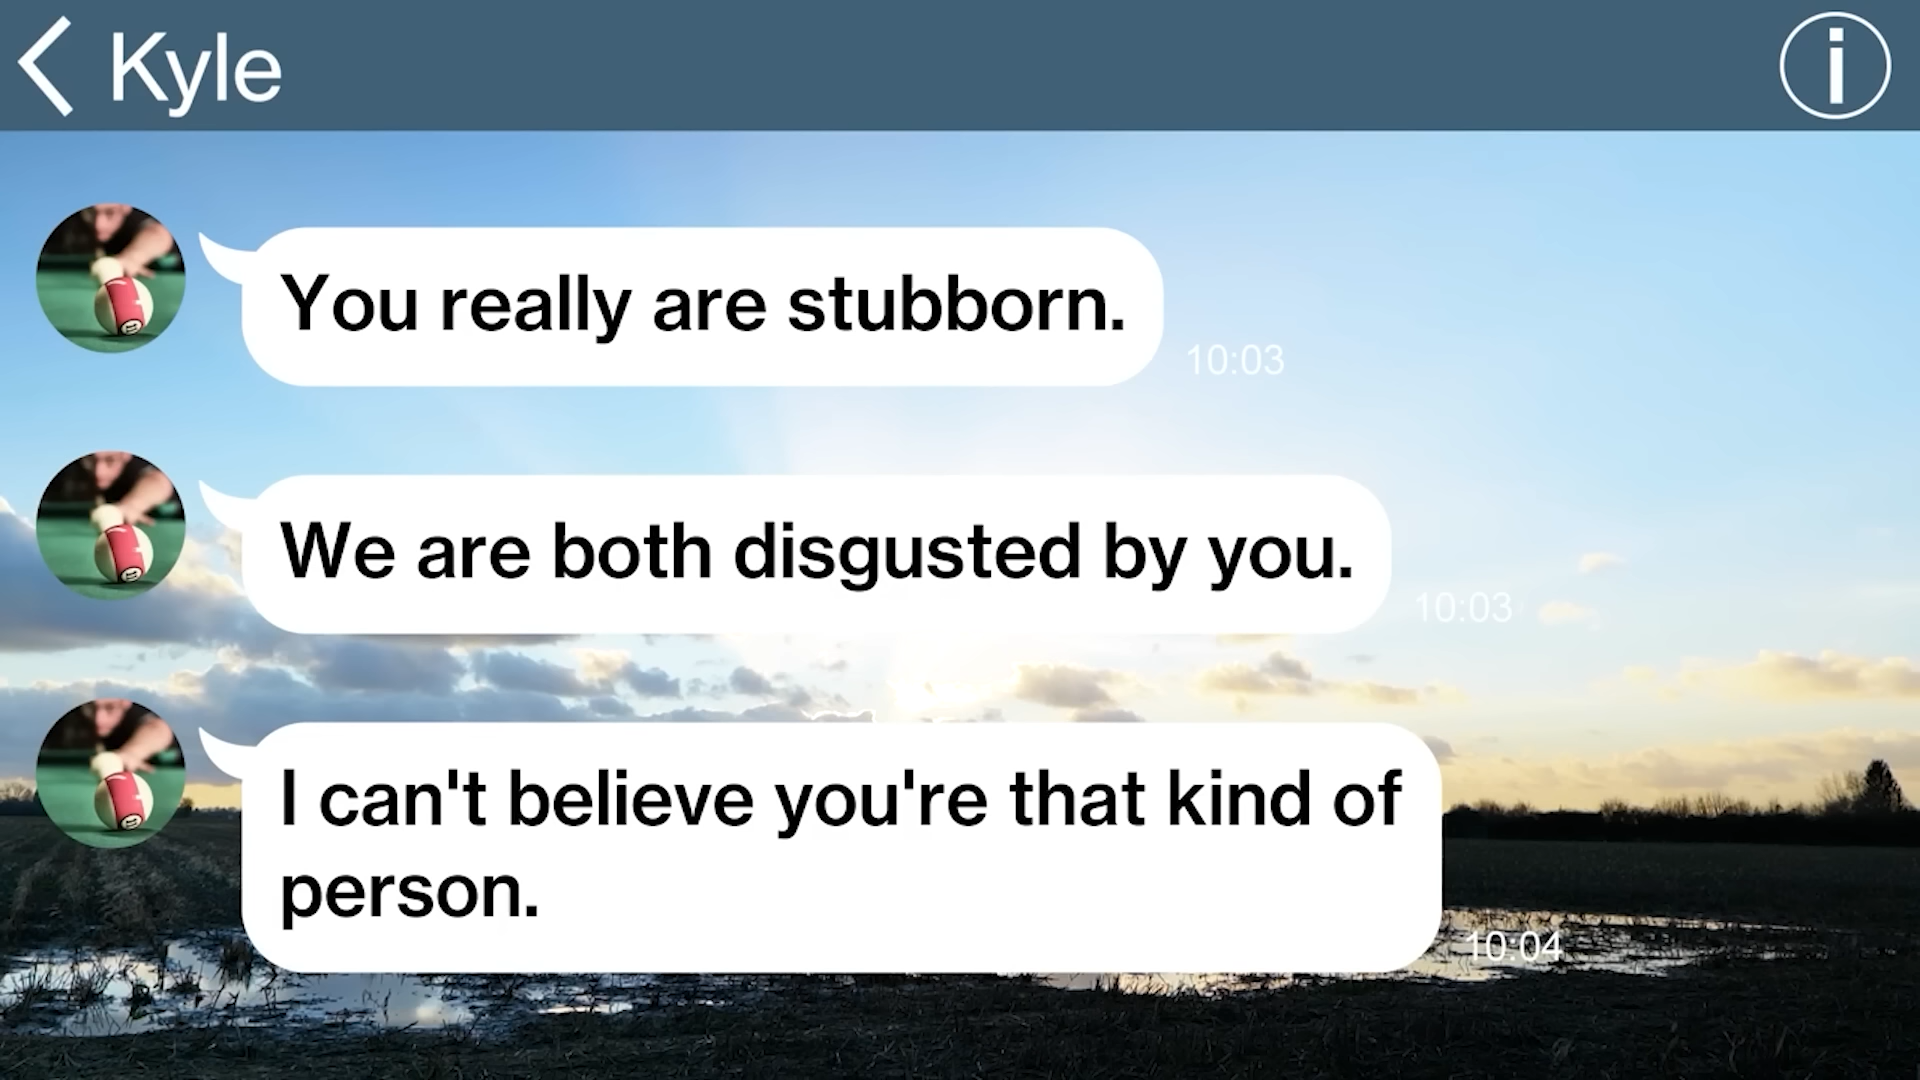 Kyle
i
You really are stubborn.
10:03
We are both disgusted by you.
10:03
I can't believe you're that kind of
person.
10:04